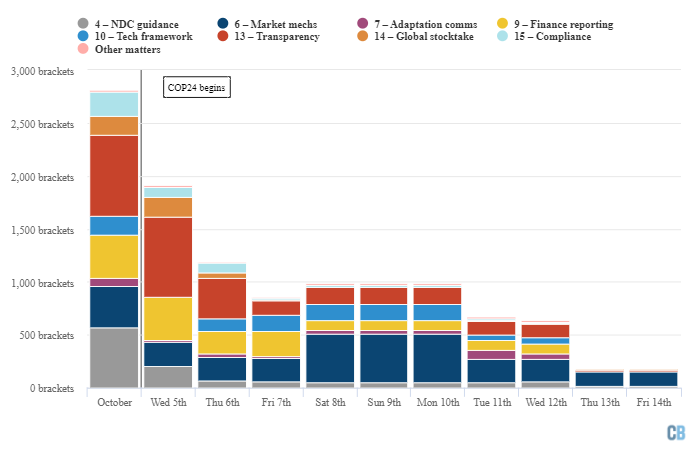 4 – NDC guidance 6 – Market mechs 7 – Adaptation comms 9 – Finance reporting
10 – Tech framework 13 – Transparency 14 – Global stocktake 15 – Compliance
Other matters
3,000 brackets
COP24 begins
2,500 brackets
2,000 brackets
1,500 brackets
1,000 brackets
500 brackets
0 brackets
October Wed 5th Thu 6th Fri 7th Sat 8th Sun 9th Mon 10th Tue 11th Wed 12th Thu 13th Fri 14th
CB